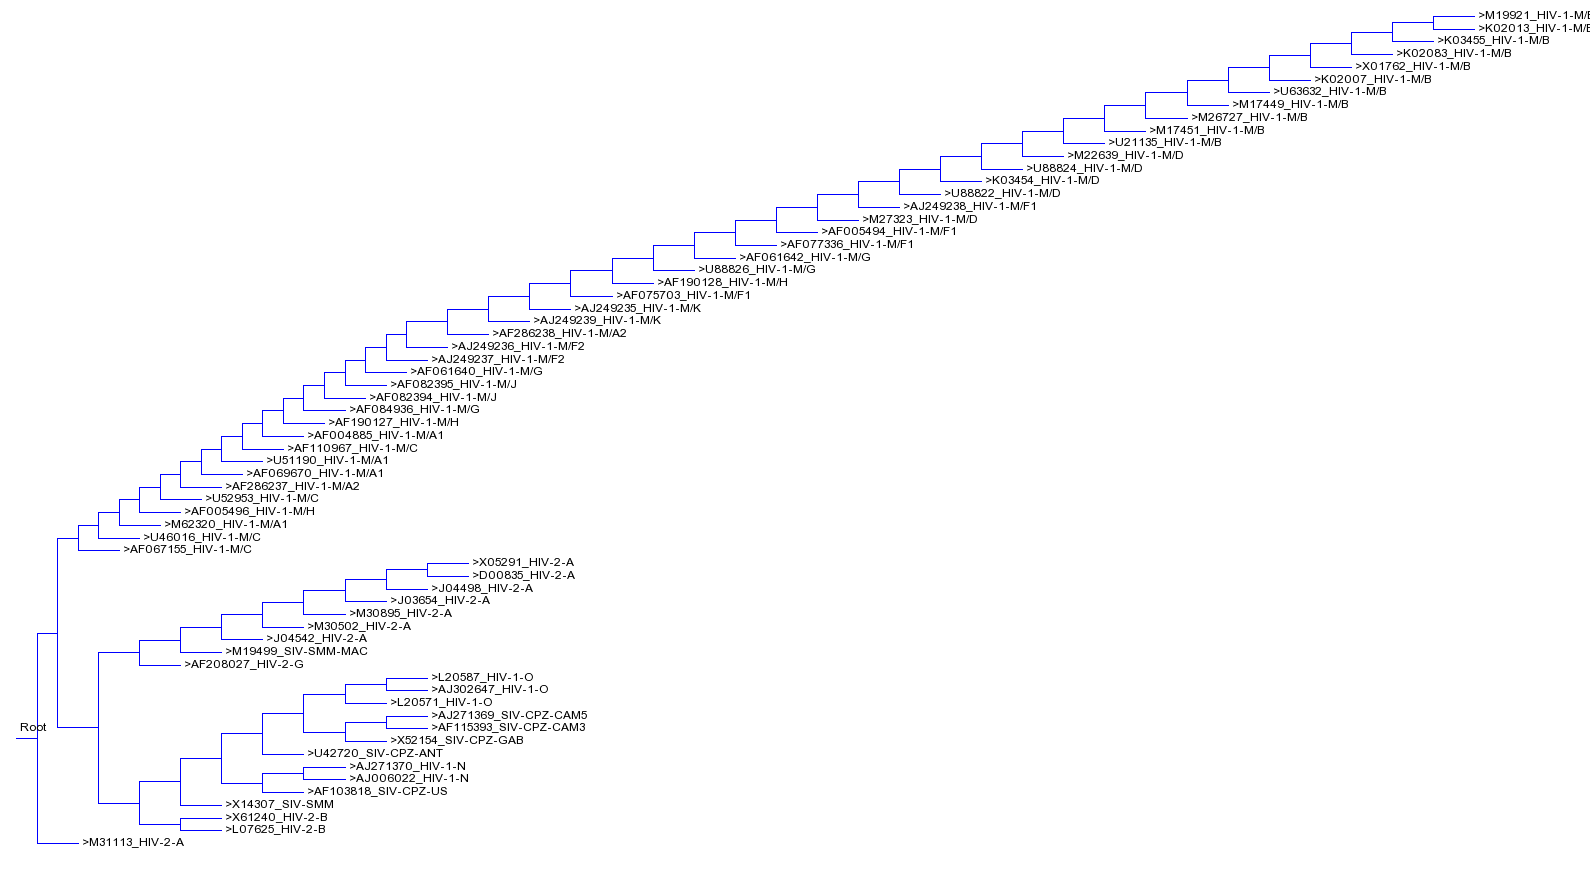 >M19921_HIV-1-M/B
>K02013_HIV-1-M/B
>K03455_HIV-1-M/B
>K02083_HIV-1-M/B
>X01762_HIV-1-M/B
>K02007_HIV-1-M/B
>U63632_HIV-1-M/B
>M17449_HIV-1-M/B
>M26727_HIV-1-M/B
>M17451_HIV-1-M/B
>U21135_HIV-1-M/B
>M22639_HIV-1-M/D
>U88824_HIV-1-M/D
>K03454_HIV-1-M/D
>U88822_HIV-1-M/D
>AJ249238_HIV-1-M/F1
>M27323_HIV-1-M/D
>AF005494_HIV-1-M/F1
>AF077336_HIV-1-M/F1
>AF061642_HIV-1-M/G
>U88826_HIV-1-M/G
>AF190128_HIV-1-M/H
>AF075703_HIV-1-M/F1
>AJ249235_HIV-1-M/K
>AJ249239_HIV-1-M/K
>AF286238_HIV-1-M/A2
>AJ249236_HIV-1-M/F2
>AJ249237_HIV-1-M/F2
>AF061640_HIV-1-M/G
>AF082395_HIV-1-M/J
>AF082394_HIV-1-M/J
>AF084936_HIV-1-M/G
>AF190127_HIV-1-M/H
>AF004885_HIV-1-M/A1
>AF110967_HIV-1-M/C
>U51190_HIV-1-M/A1
>AF069670_HIV-1-M/A1
>AF286237_HIV-1-M/A2
>U52953_HIV-1-M/C
>AF005496_HIV-1-M/H
>M62320_HIV-1-M/A1
>U46016_HIV-1-M/C
>AF067155_HIV-1-M/C
>X05291_HIV-2-A
>D00835_HIV-2-A
>J04498_HIV-2-A
>J03654_HIV-2-A
>M30895_HIV-2-A
>M30502_HIV-2-A
>J04542_HIV-2-A
>M19499_SIV-SMM-MAC
>AF208027_HIV-2-G
>L20587_HIV-1-O
>AJ302647_HIV-1-O
>L20571_HIV-1-O
>AJ271369_SIV-CPZ-CAM5
Root
>AF115393_SIV-CPZ-CAM3
>X52154_SIV-CPZ-GAB
>U42720_SIV-CPZ-ANT
>AJ271370_HIV-1-N
>AJ006022_HIV-1-N
>AF103818_SIV-CPZ-US
>X14307_SIV-SMM
>X61240_HIV-2-B
>L07625_HIV-2-B
>M31113_HIV-2-A